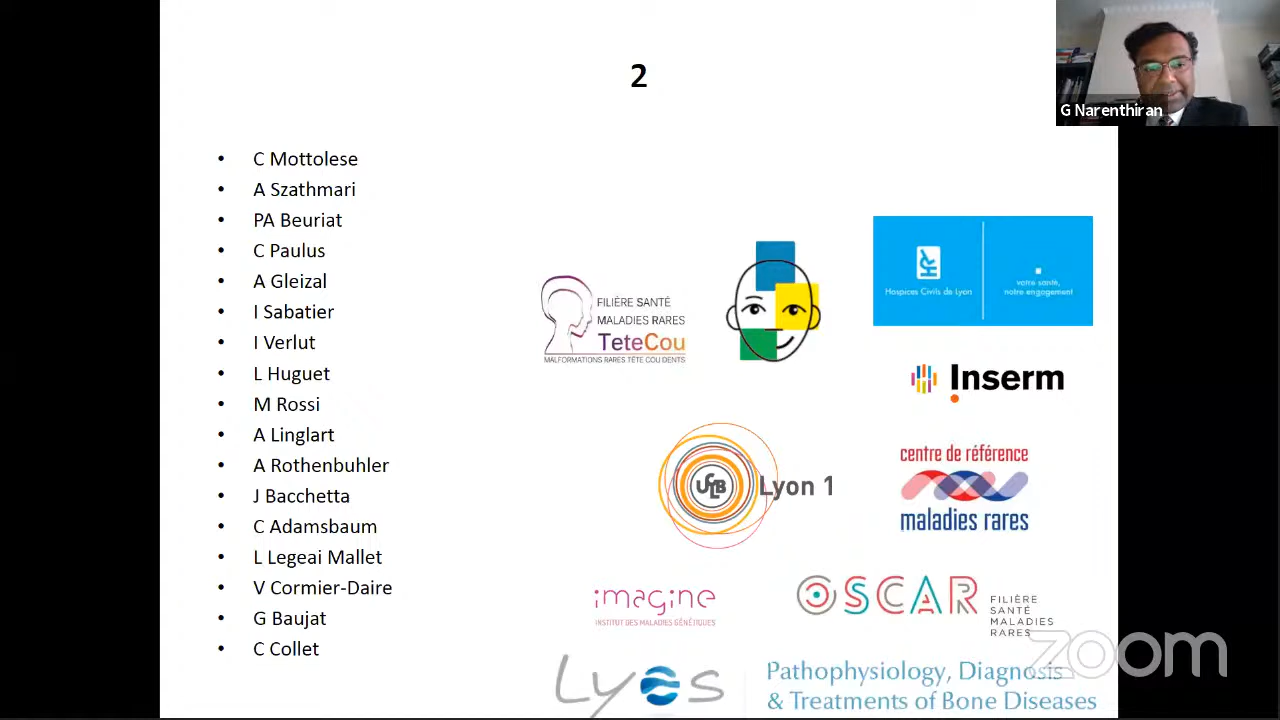 2
G Narenthiran
• C Mottolese
• A Szathmari
• PA Beuriat
• C Paulus
• A Gleizal
• I Sabatier
• I Verlut
• L Huguet
• M Rossi
• A Linglart
• A Rothenbuhler
• J Bacchetta
• C Adamsbaum
• L Legeai Mallet
• V Cormier-Daire
• G Baujat
• C Collet
FILIÈRE SANTÉ
MALADIES RARES
TeteCou
MALFORMATIONS RARES TÊTE COU DENTS
HCL
Hospices Civils de Lyon
votre santé,
notre engagement
Inserm
UCLB
Lyon 1
centre de référence
maladies rares
imagine
INSTITUT DES MALADIES GÉNÉTIQUES
OSCAR
FILIÈRE
SANTÉ
MALADIES
RARES
Lyos
Pathophysiology, Diagnosis
& Treatments of Bone Diseases
zoom